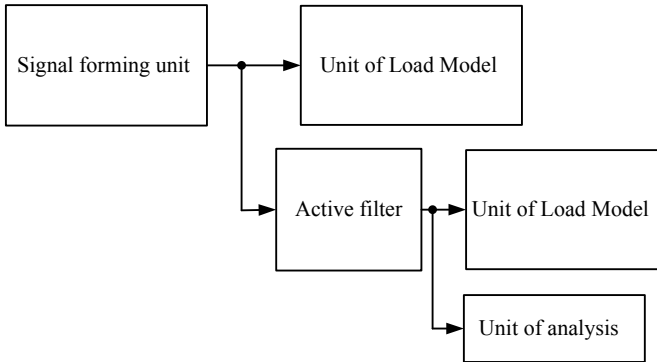 Signal forming unit
Unit of Load Model
Active filter
Unit of Load Model
Unit of analysis